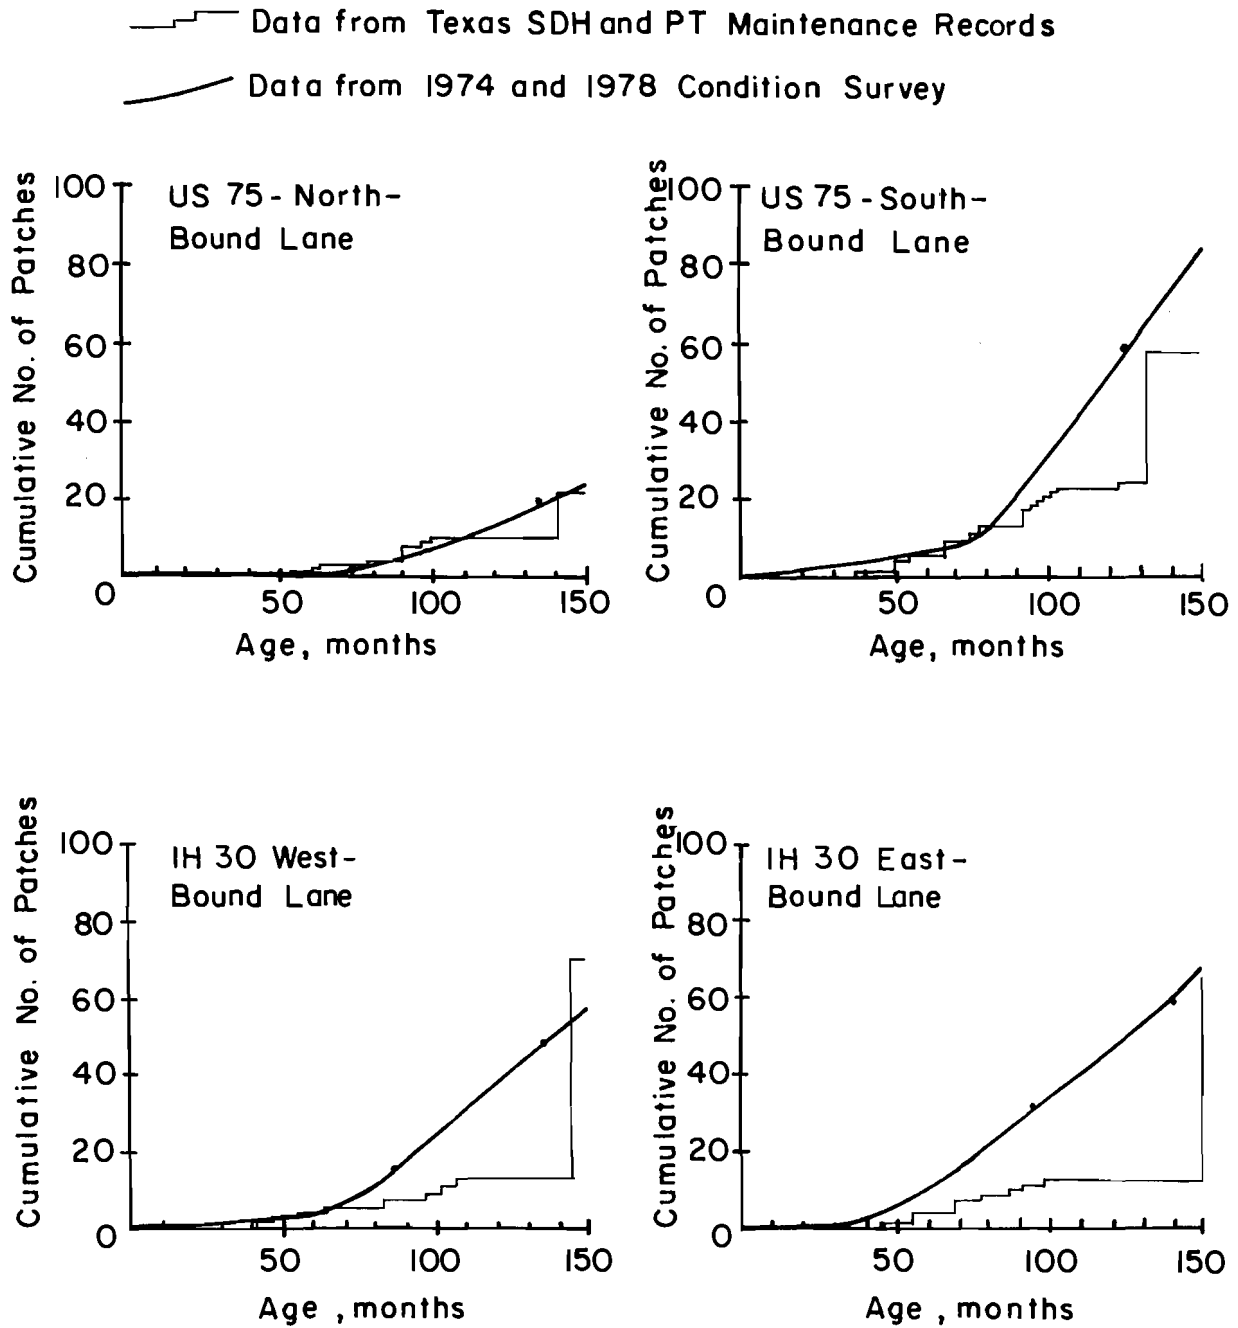 Data from Texas SDH and PT Maintenance Records
Data from 1974 and 1978 Condition Survey
US 75 - North-
Bound Lane
Cumulative No. of Patches
100
80
60
40
20
0
50
100
150
Age, months
US 75 - South-
Bound Lane
Cumulative No. of Patches
100
80
60
40
20
0
50
100
150
Age, months
IH 30 West-
Bound Lane
Cumulative No. of Patches
100
80
60
40
20
0
50
100
150
Age, months
IH 30 East-
Bound Lane
Cumulative No. of Patches
100
80
60
40
20
0
50
100
150
Age, months